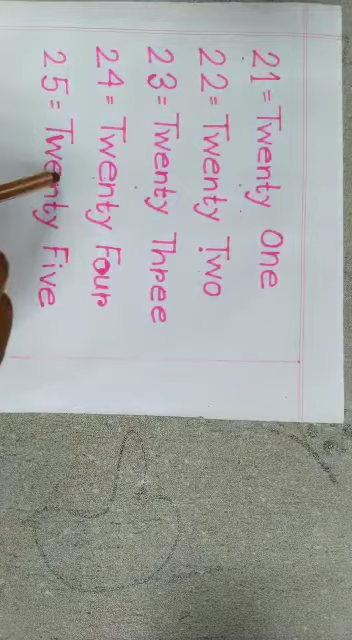 21 = Twenty One
22 = Twenty Two
23 = Twenty Three
24 = Twenty Four
25 = Twenty Five